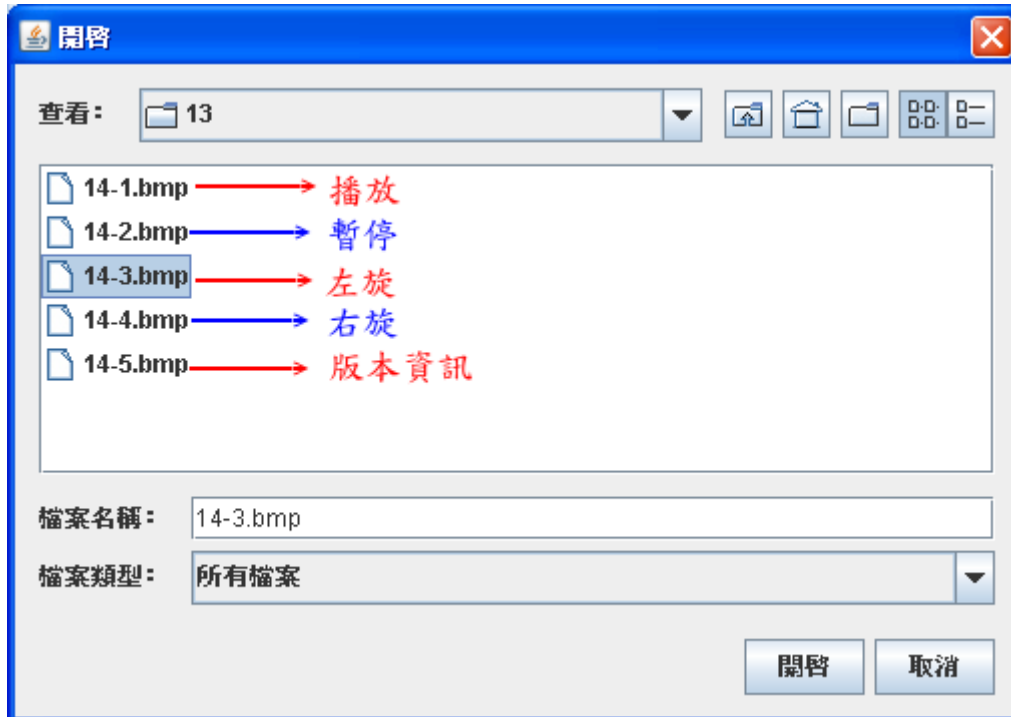 開啓
查看：
13
14-1.bmp 播放
14-2.bmp 暫停
14-3.bmp 左旋
14-4.bmp 右旋
14-5.bmp 版本資訊
檔案名稱： 14-3.bmp
檔案類型： 所有檔案
開啓 取消